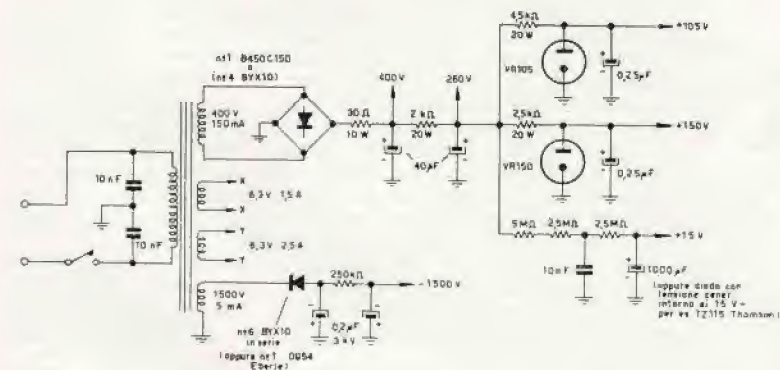 n±1 B450C150
o
(n±4 BYX10)
400V
150mA
30Ω
10W
400V
2kΩ
20W
260V
40µF
4,5kΩ
20W
+105V
VR105
0,25µF
2,5kΩ
20W
+150V
VR150
0,25µF
5MΩ
2,5MΩ
2,5MΩ
+15V
10nF
1000µF
(oppure diodo con
tensione zener
intorno ai 15 V -
per es TZ115 Thomson)
10nF
10nF
X
X
6,3V 1,5A
Y
Y
6,3V 2,5A
1500V
5mA
n±6 BYX10
in serie
(oppure n±1 D954
Eberle)
250kΩ
0,2µF
3kV
-1500V